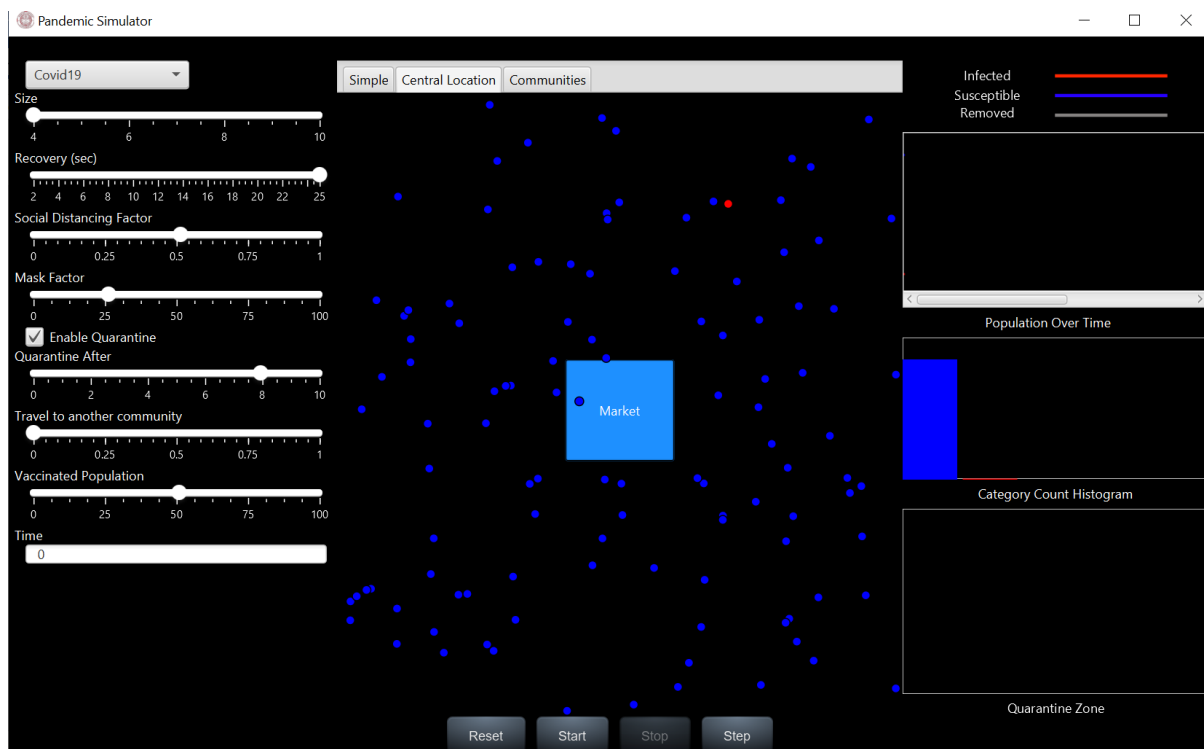 Pandemic Simulator
Covid19
Size
4 6 8 10
Recovery (sec)
2 4 6 8 10 12 14 16 18 20 22 25
Social Distancing Factor
0 0.25 0.5 0.75 1
Mask Factor
0 25 50 75 100
Enable Quarantine
Quarantine After
0 2 4 6 8 10
Travel to another community
0 0.25 0.5 0.75 1
Vaccinated Population
0 25 50 75 100
Time
0
Simple Central Location Communities
Market
Reset Start Stop Step
Infected
Susceptible
Removed
Population Over Time
Category Count Histogram
Quarantine Zone